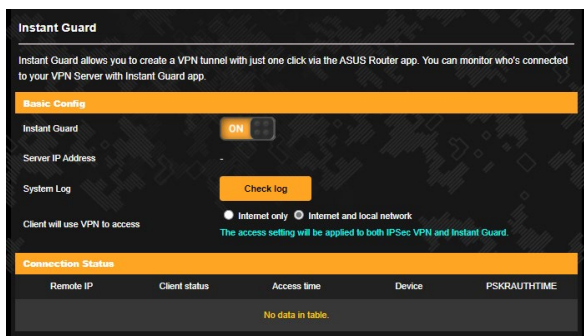 Instant Guard
Instant Guard allows you to create a VPN tunnel with just one click via the ASUS Router app. You can monitor who's connected
to your VPN Server with Instant Guard app.
Basic Config
Instant Guard ON
Server IP Address -
System Log Check log
Client will use VPN to access Internet only Internet and local network
The access setting will be applied to both IPSec VPN and Instant Guard.
Connection Status
Remote IP Client status Access time Device PSKRAUTHTIME
No data in table.